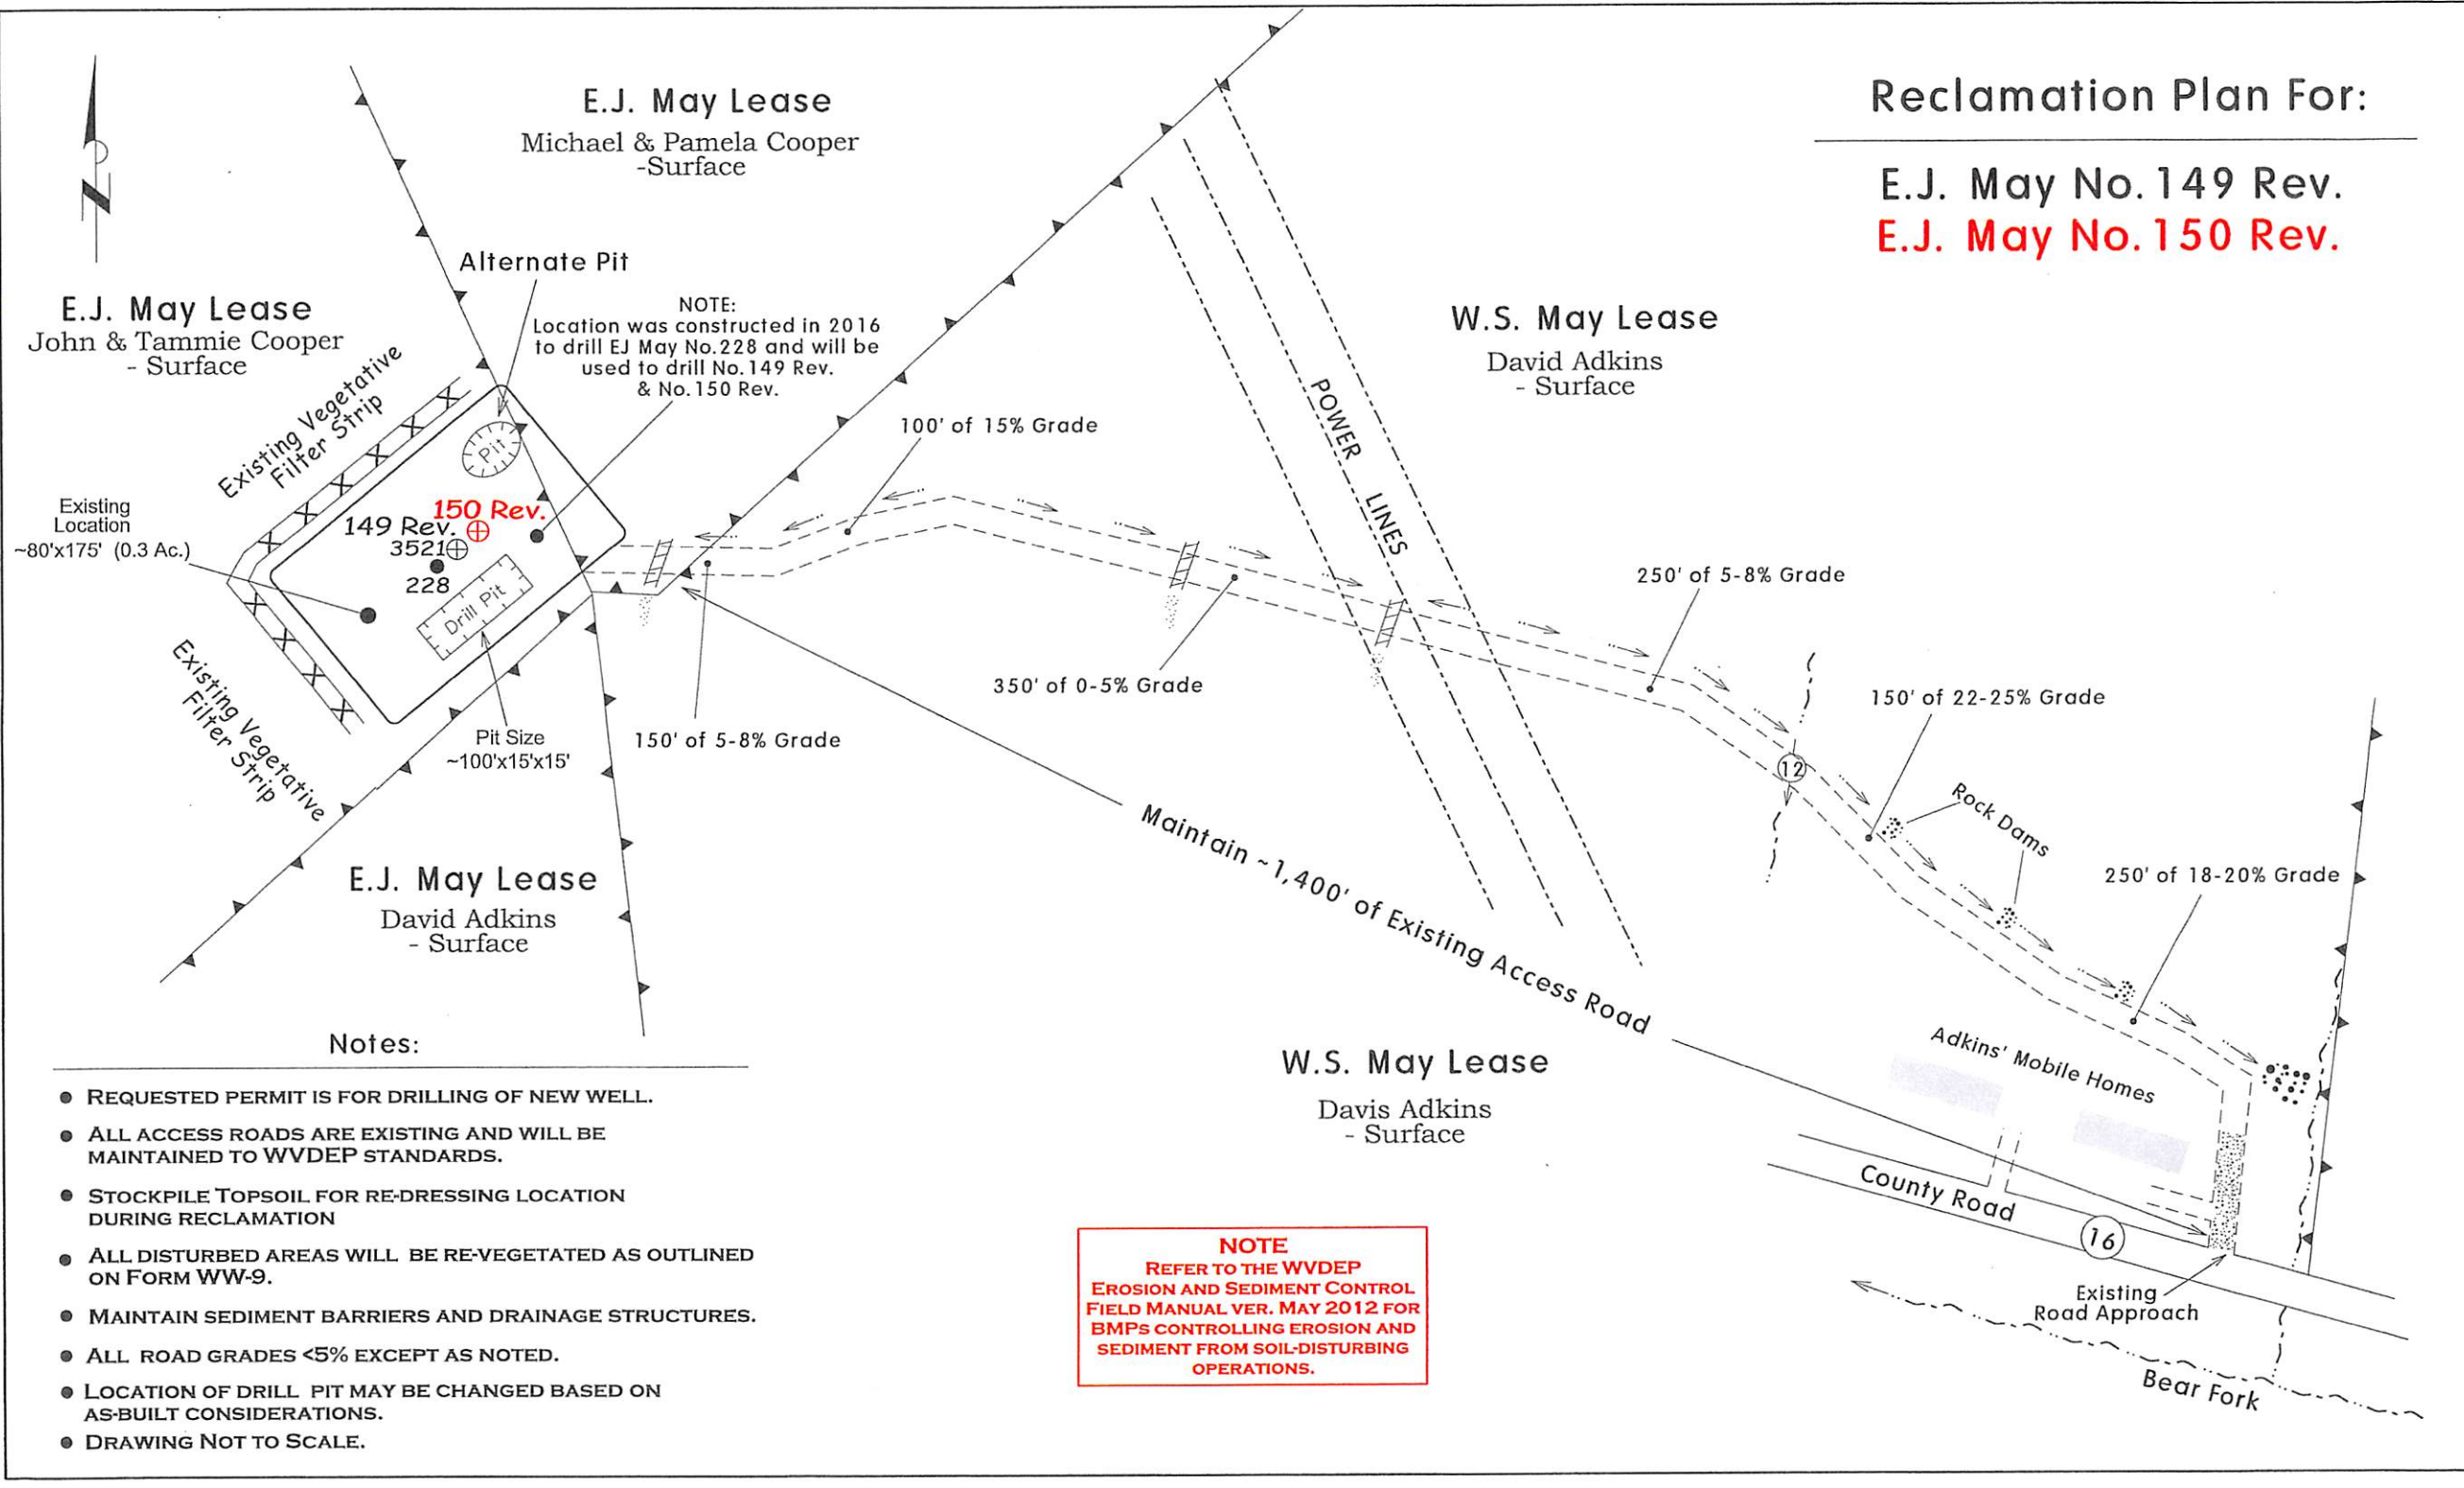 Reclamation Plan For:
E.J. May No. 149 Rev.
E.J. May No. 150 Rev.
N
E.J. May Lease
Michael & Pamela Cooper
-Surface
Alternate Pit
E.J. May Lease
John & Tammie Cooper
- Surface
NOTE:
Location was constructed in 2016
to drill EJ May No.228 and will be
used to drill No.149 Rev.
& No.150 Rev.
W.S. May Lease
David Adkins
- Surface
POWER LINES
Existing Vegetative
Filter Strip
100' of 15% Grade
Pit
Existing
Location
~80'x175' (0.3 Ac.)
150 Rev.
149 Rev.
3521
228
Drill Pit
250' of 5-8% Grade
350' of 0-5% Grade
150' of 22-25% Grade
Existing Vegetative
Filter Strip
Pit Size
~100'x15'x15'
150' of 5-8% Grade
12
Rock Dams
Maintain ~1,400' of Existing Access Road
250' of 18-20% Grade
E.J. May Lease
David Adkins
- Surface
Adkins' Mobile Homes
W.S. May Lease
Davis Adkins
- Surface
County Road
16
Existing
Road Approach
Bear Fork
Notes:
● REQUESTED PERMIT IS FOR DRILLING OF NEW WELL.
● ALL ACCESS ROADS ARE EXISTING AND WILL BE
MAINTAINED TO WVDEP STANDARDS.
● STOCKPILE TOPSOIL FOR RE-DRESSING LOCATION
DURING RECLAMATION
● ALL DISTURBED AREAS WILL BE RE-VEGETATED AS OUTLINED
ON FORM WW-9.
● MAINTAIN SEDIMENT BARRIERS AND DRAINAGE STRUCTURES.
● ALL ROAD GRADES <5% EXCEPT AS NOTED.
● LOCATION OF DRILL PIT MAY BE CHANGED BASED ON
AS-BUILT CONSIDERATIONS.
● DRAWING NOT TO SCALE.
NOTE
REFER TO THE WVDEP
EROSION AND SEDIMENT CONTROL
FIELD MANUAL VER. MAY 2012 FOR
BMPS CONTROLLING EROSION AND
SEDIMENT FROM SOIL-DISTURBING
OPERATIONS.